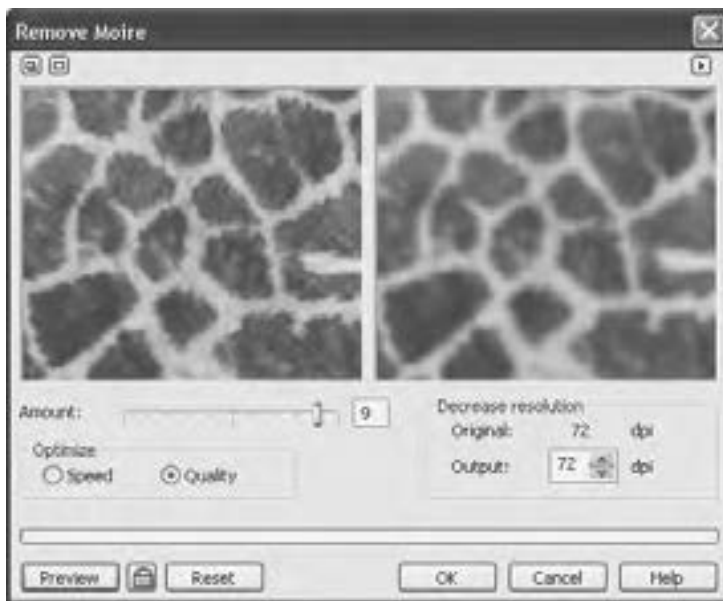 Remove Moire
Amount: 9
Optimize
Speed Quality
Decrease resolution
Original: 72 dpi
Output: 72 dpi
Preview Reset OK Cancel Help